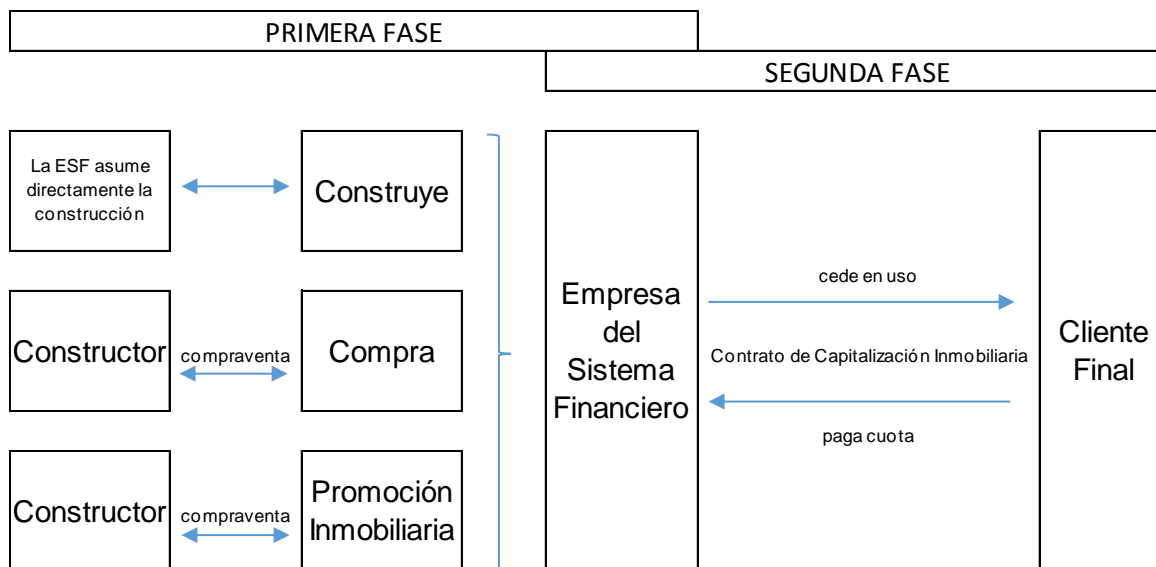 PRIMERA FASE
SEGUNDA FASE
La ESF asume
directamente la
construcción
Construye
Constructor
compraventa
Compra
Constructor
compraventa
Promoción
Inmobiliaria
Empresa
del
Sistema
Financiero
cede en uso
Contrato de Capitalización Inmobiliaria
paga cuota
Cliente
Final